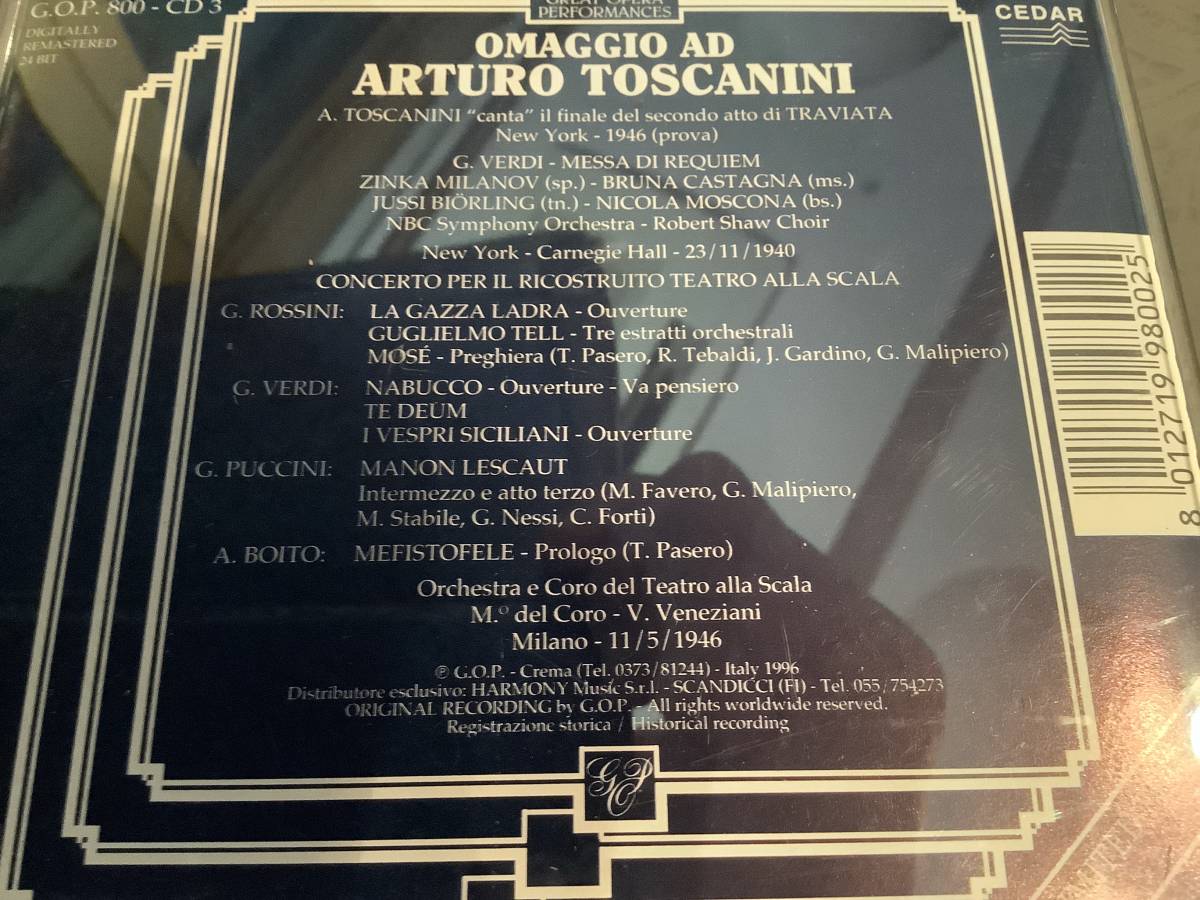 G.O.P. 800 - CD 3
DIGITALLY
REMASTERED
24 BIT
GREAT OPERA
PERFORMANCES
CEDAR
OMAGGIO AD
ARTURO TOSCANINI
A. TOSCANINI "canta" il finale del secondo atto di TRAVIATA
New York - 1946 (prova)
G. VERDI - MESSA DI REQUIEM
ZINKA MILANOV (sp.) - BRUNA CASTAGNA (ms.)
JUSSI BIÖRLING (tn.) - NICOLA MOSCONA (bs.)
NBC Symphony Orchestra - Robert Shaw Choir
New York - Carnegie Hall - 23/11/1940
CONCERTO PER IL RICOSTRUITO TEATRO ALLA SCALA
G. ROSSINI: LA GAZZA LADRA - Ouverture
GUGLIELMO TELL - Tre estratti orchestrali
MOSÉ - Preghiera (T. Pasero, R. Tebaldi, J. Gardino, G. Malipiero)
G. VERDI: NABUCCO - Ouverture - Va pensiero
TE DEUM
I VESPRI SICILIANI - Ouverture
G. PUCCINI: MANON LESCAUT
Intermezzo e atto terzo (M. Favero, G. Malipiero,
M. Stabile, G. Nessi, C. Forti)
A. BOITO: MEFISTOFELE - Prologo (T. Pasero)
Orchestra e Coro del Teatro alla Scala
M.º del Coro - V. Veneziani
Milano - 11/5/1946
℗ G.O.P. - Crema (Tel. 0373/81244) - Italy 1996
Distributore esclusivo: HARMONY Music S.r.l. - SCANDICCI (FI) - Tel. 055/754273
ORIGINAL RECORDING by G.O.P. - All rights worldwide reserved.
Registrazione storica / Historical recording
GOP
8 012719 980025